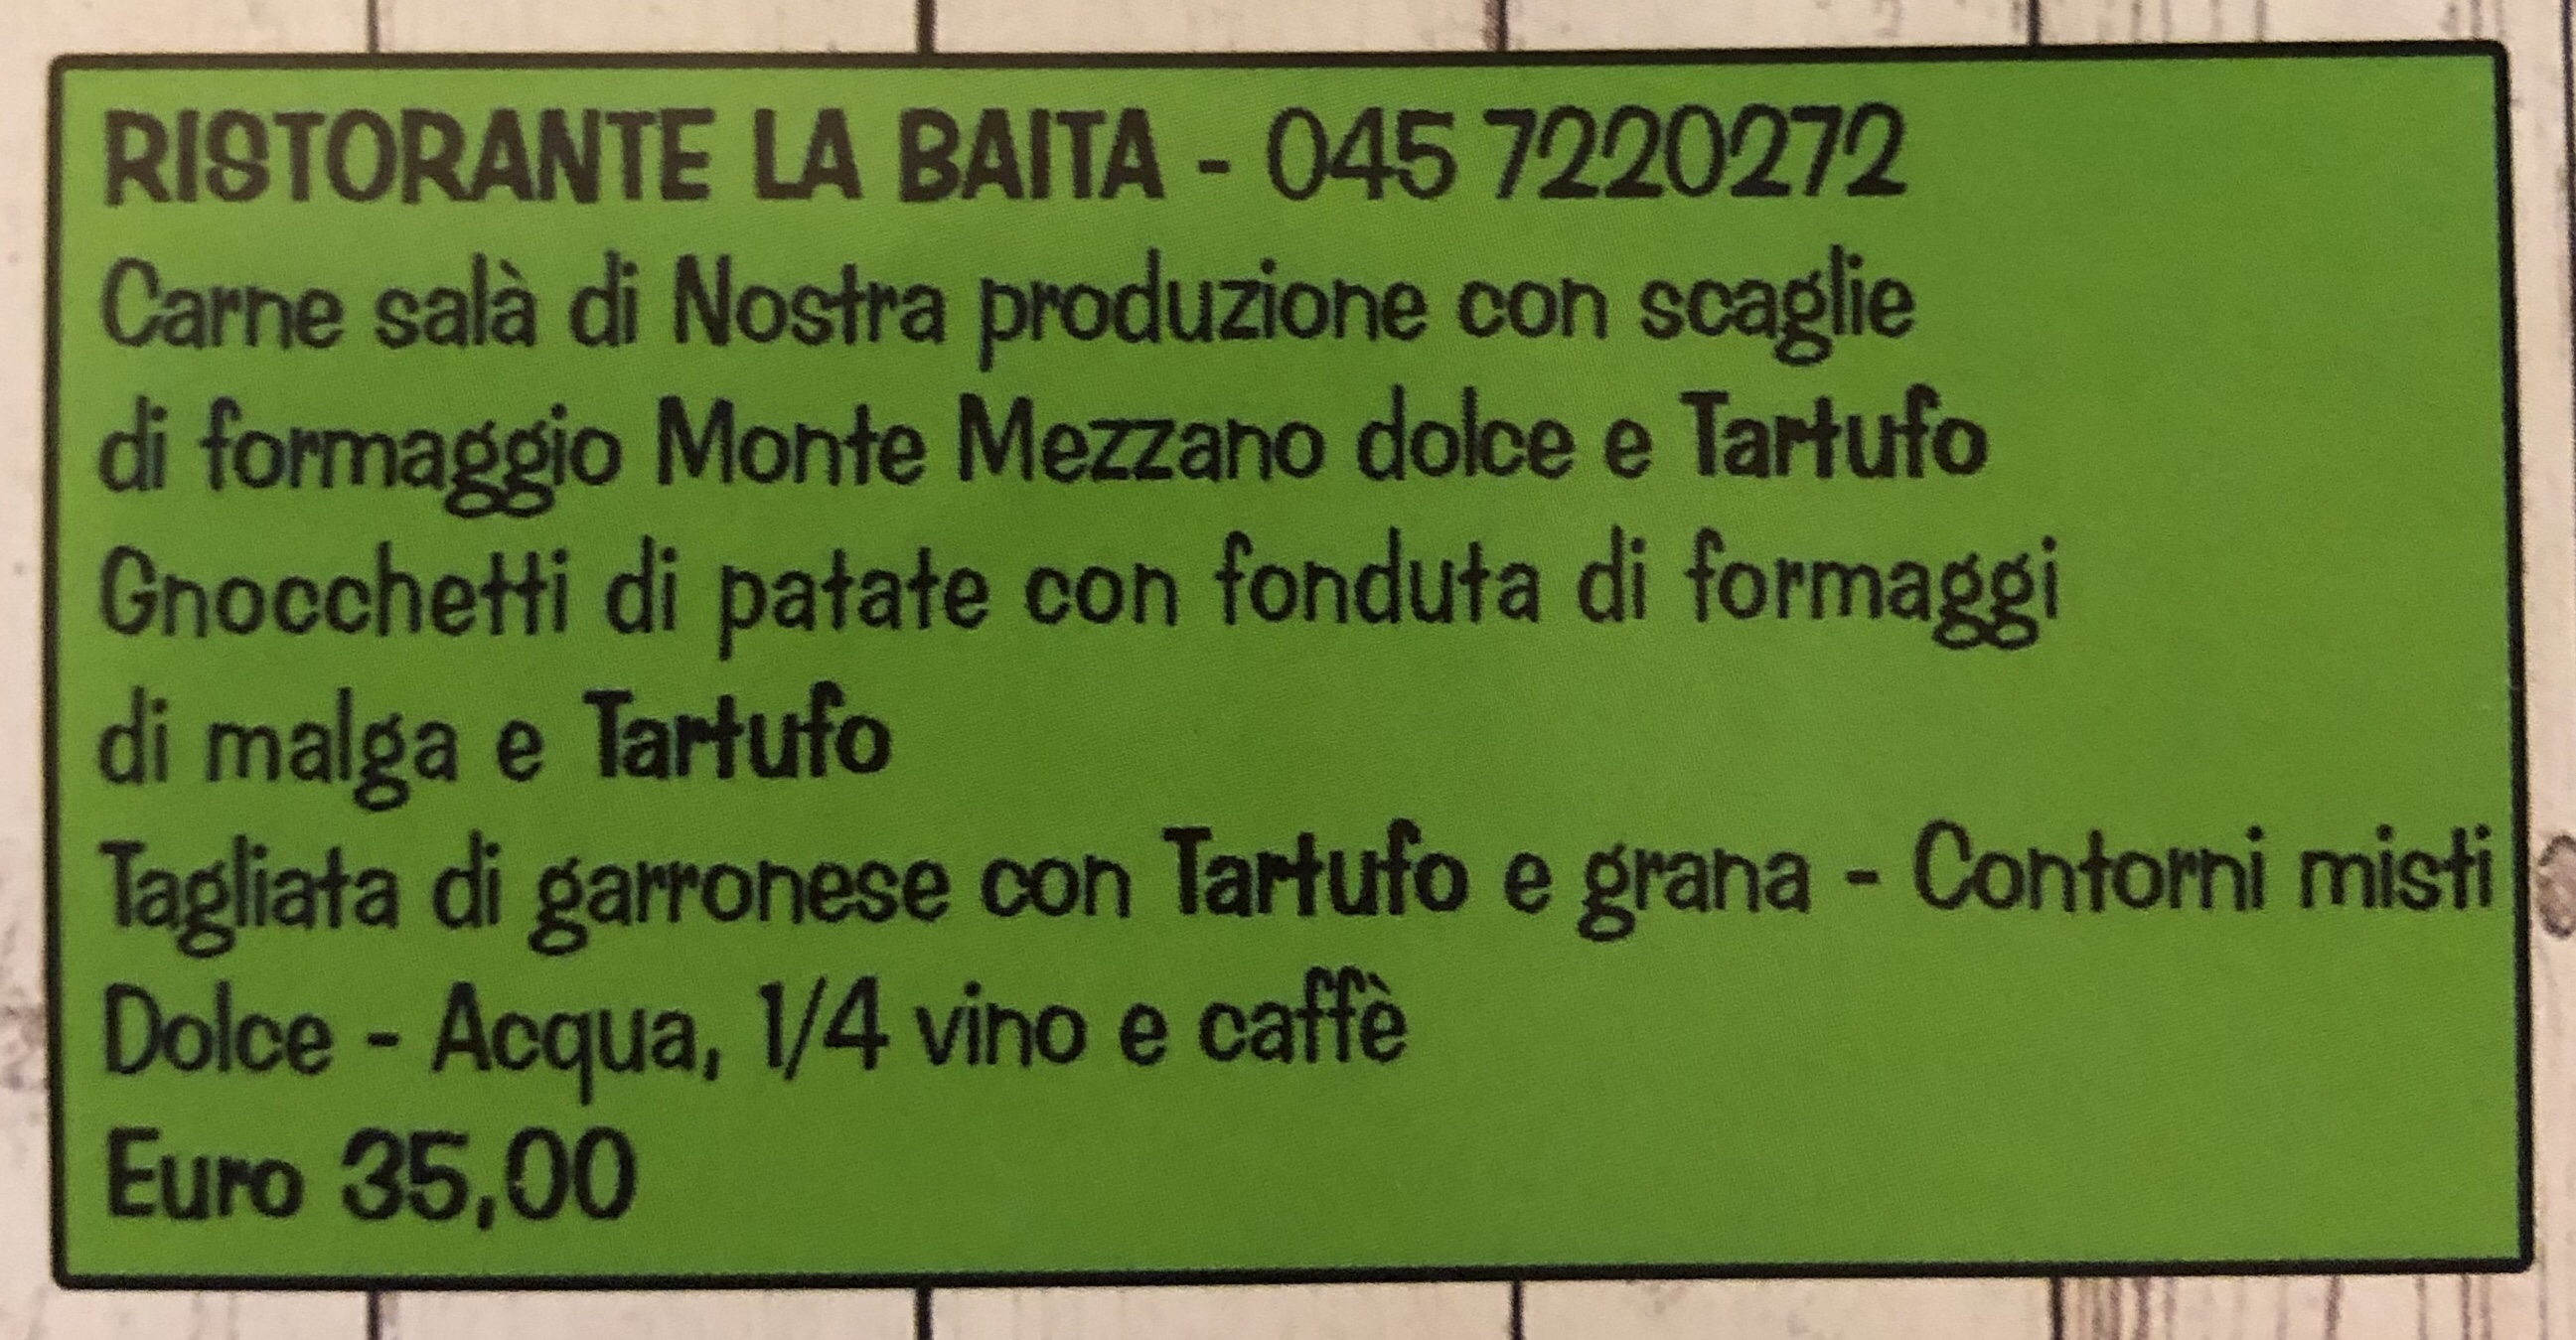 RISTORANTE LA BAITA - 045 7220272
Carne salà di Nostra produzione con scaglie
di formaggio Monte Mezzano dolce e Tartufo
Gnocchetti di patate con fonduta di formaggi
di malga e Tartufo
Tagliata di garronese con Tartufo e grana - Contorni misti
Dolce - Acqua, 1/4 vino e caffè
Euro 35,00